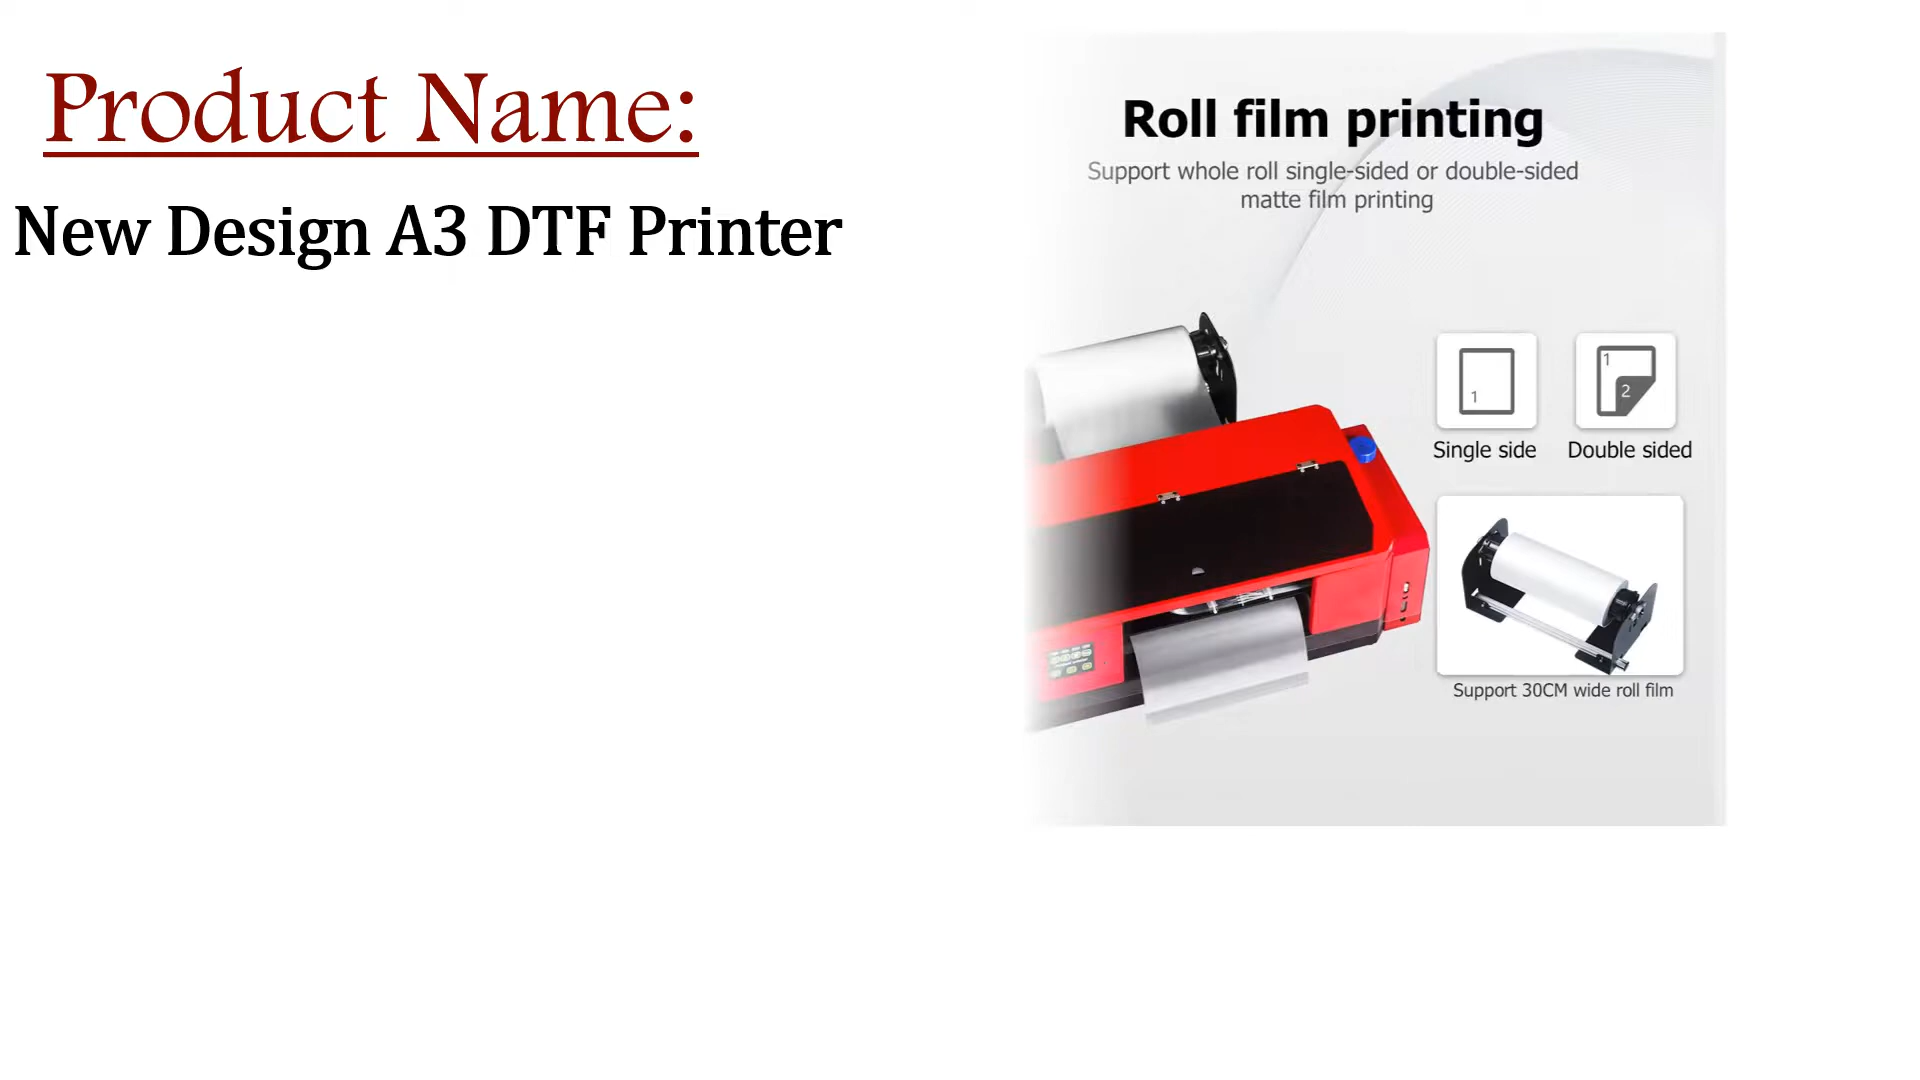 Product Name:
New Design A3 DTF Printer
Roll film printing
Support whole roll single-sided or double-sided
matte film printing
1
1
2
Single side
Double sided
Support 30CM wide roll film